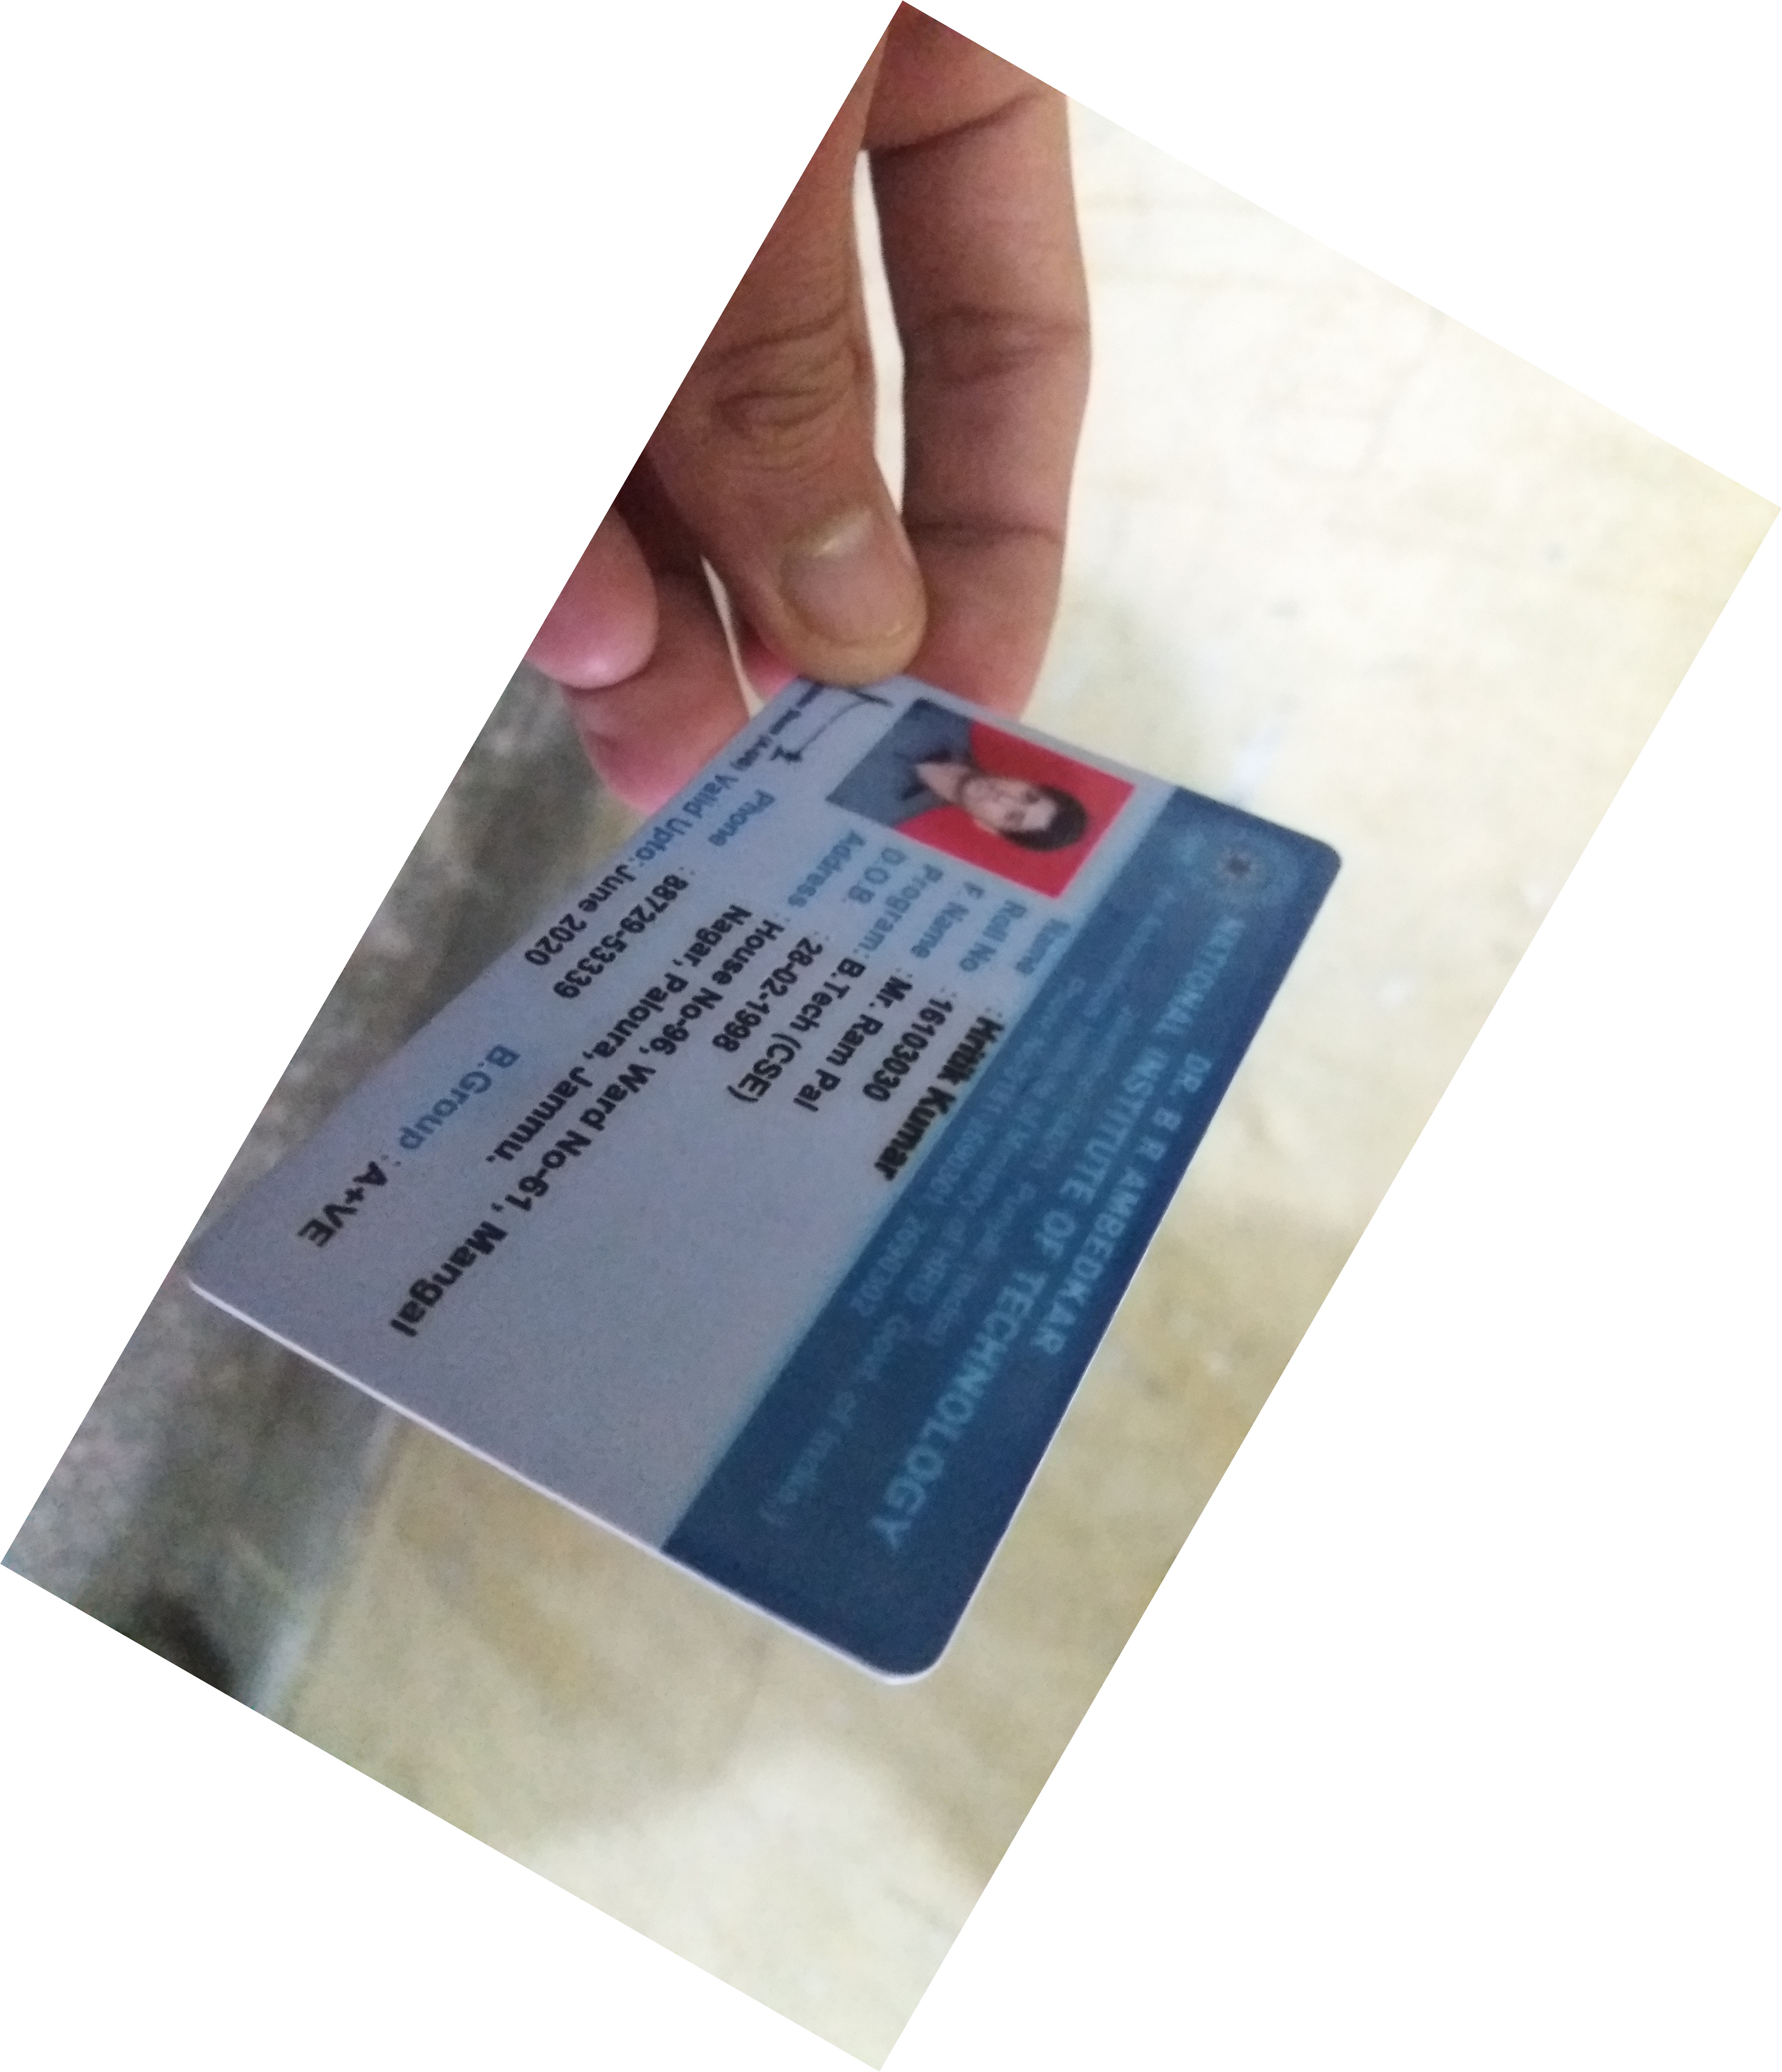 DR. B R AMBEDKAR
NATIONAL INSTITUTE OF TECHNOLOGY
Name : Hritik Kumar
Roll No : 16103030
F. Name : Mr. Ram Pal
Program : B.Tech (CSE)
D.O.B. : 28-02-1998
Address : House No-96, Ward No-61, Mangal
Nagar, Paloura, Jammu.
Phone : 88729-53339
Valid Upto: June 2020
B.Group : A+VE